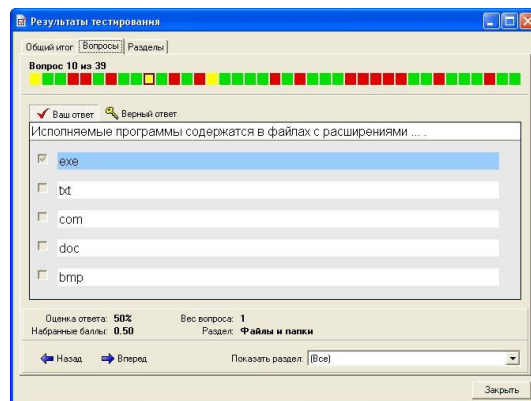 Результаты тестирования
Общий итог Вопросы Разделы
Вопрос 10 из 39
Ваш ответ Верный ответ
Исполняемые программы содержатся в файлах с расширениями ... .
exe
txt
com
doc
bmp
Оценка ответа: 50% Вес вопроса: 1
Набранные баллы: 0.50 Раздел: Файлы и папки
Назад Вперед Показать раздел: (Все)
Закрыть